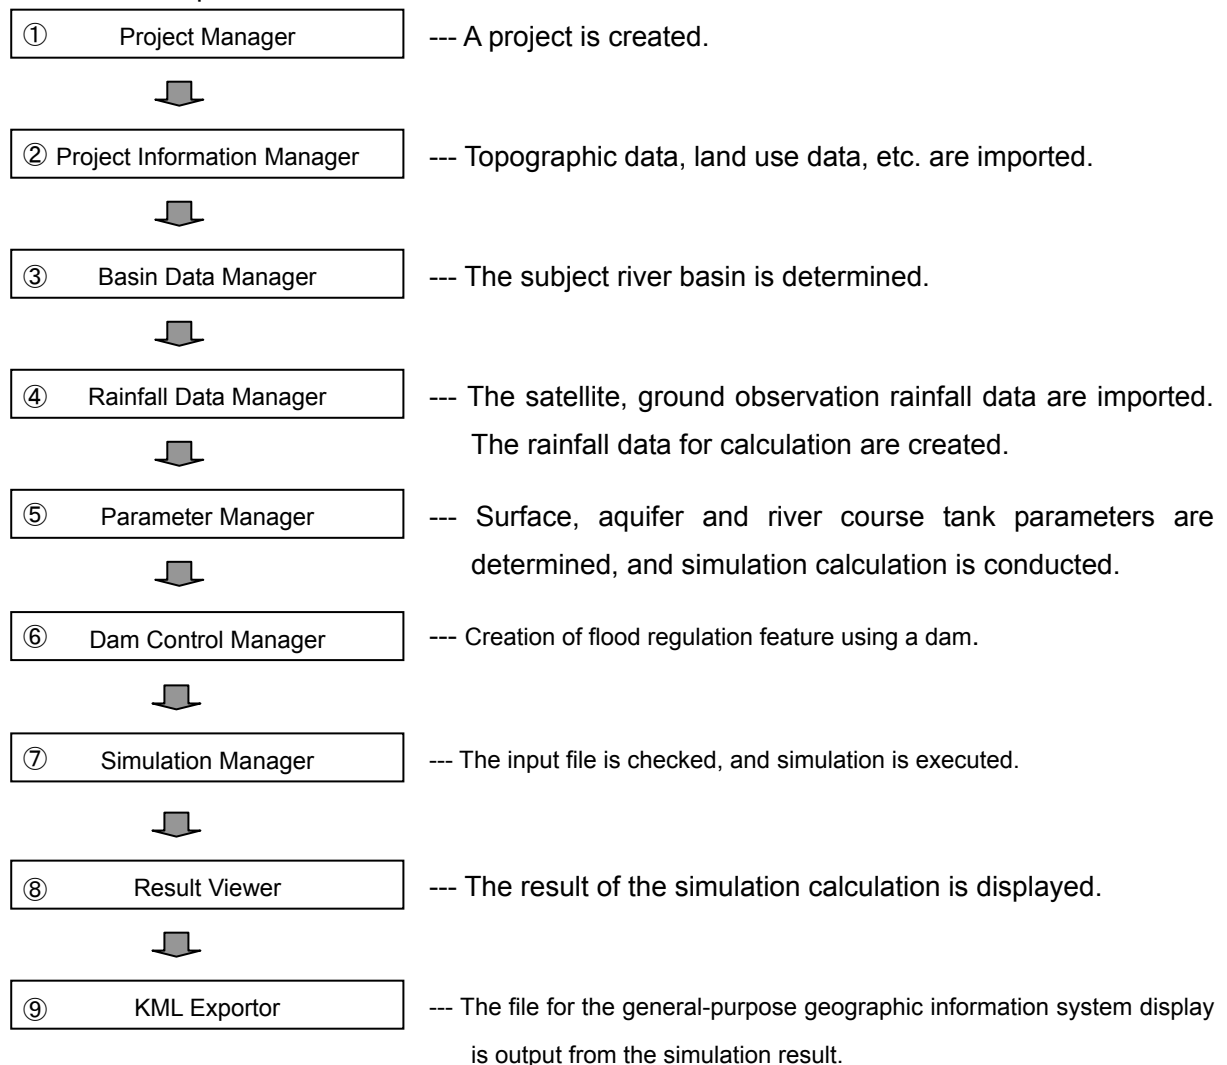 ① Project Manager --- A project is created.
② Project Information Manager --- Topographic data, land use data, etc. are imported.
③ Basin Data Manager --- The subject river basin is determined.
④ Rainfall Data Manager --- The satellite, ground observation rainfall data are imported.
The rainfall data for calculation are created.
⑤ Parameter Manager --- Surface, aquifer and river course tank parameters are
determined, and simulation calculation is conducted.
⑥ Dam Control Manager --- Creation of flood regulation feature using a dam.
⑦ Simulation Manager --- The input file is checked, and simulation is executed.
⑧ Result Viewer --- The result of the simulation calculation is displayed.
⑨ KML Exportor --- The file for the general-purpose geographic information system display
is output from the simulation result.